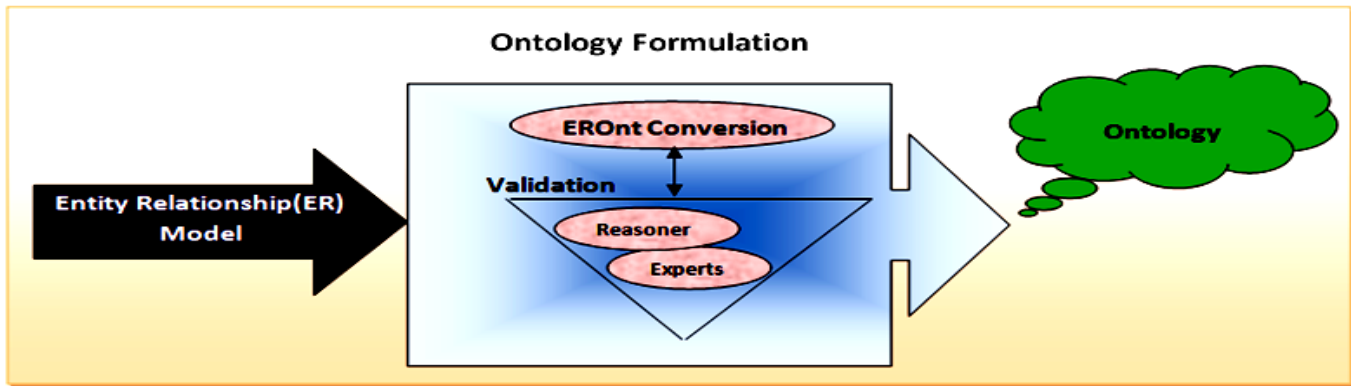 Ontology Formulation
Entity Relationship(ER)
Model
EROnt Conversion
Validation
Reasoner
Experts
Ontology